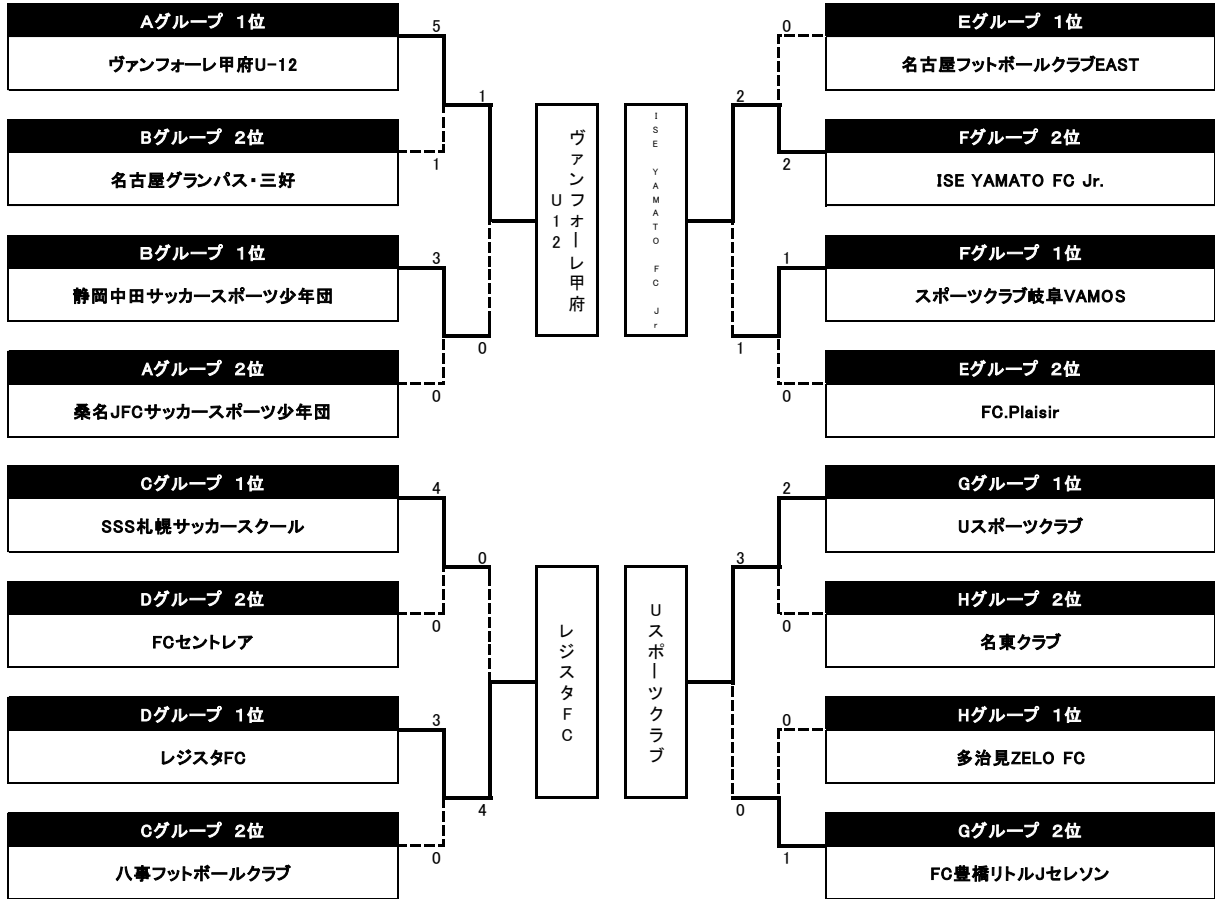 Aグループ 1位
ヴァンフォーレ甲府U-12
Bグループ 2位
名古屋グランパス・三好
Bグループ 1位
静岡中田サッカースポーツ少年団
Aグループ 2位
桑名JFCサッカースポーツ少年団
5
1
1
3
0
0
ヴァンフォーレ甲府
U12
ISE YAMATO FC Jr
0
2
2
1
1
0
Eグループ 1位
名古屋フットボールクラブEAST
Fグループ 2位
ISE YAMATO FC Jr.
Fグループ 1位
スポーツクラブ岐阜VAMOS
Eグループ 2位
FC.Plaisir
Cグループ 1位
SSS札幌サッカースクール
Dグループ 2位
FCセントレア
Dグループ 1位
レジスタFC
Cグループ 2位
八事フットボールクラブ
4
0
0
3
4
0
レジスタFC
Uスポーツクラブ
2
3
0
0
0
1
Gグループ 1位
Uスポーツクラブ
Hグループ 2位
名東クラブ
Hグループ 1位
多治見ZELO FC
Gグループ 2位
FC豊橋リトルJセレソン